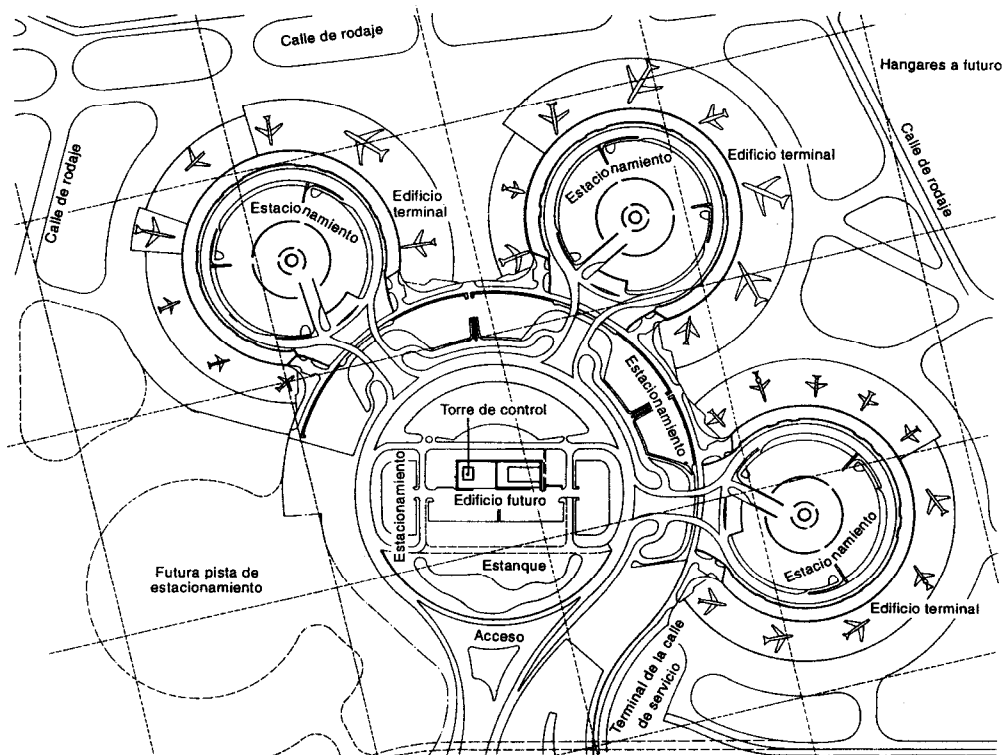 Calle de rodaje
Hangares a futuro
Calle de rodaje
Calle de rodaje
Edificio terminal
Estacionamiento
Edificio
terminal
Estacionamiento
Estacionamiento
Torre de control
Estacionamiento
Edificio futuro
Estacionamiento
Estanque
Futura pista de
estacionamiento
Edificio terminal
Acceso
Terminal de la calle
de servicio